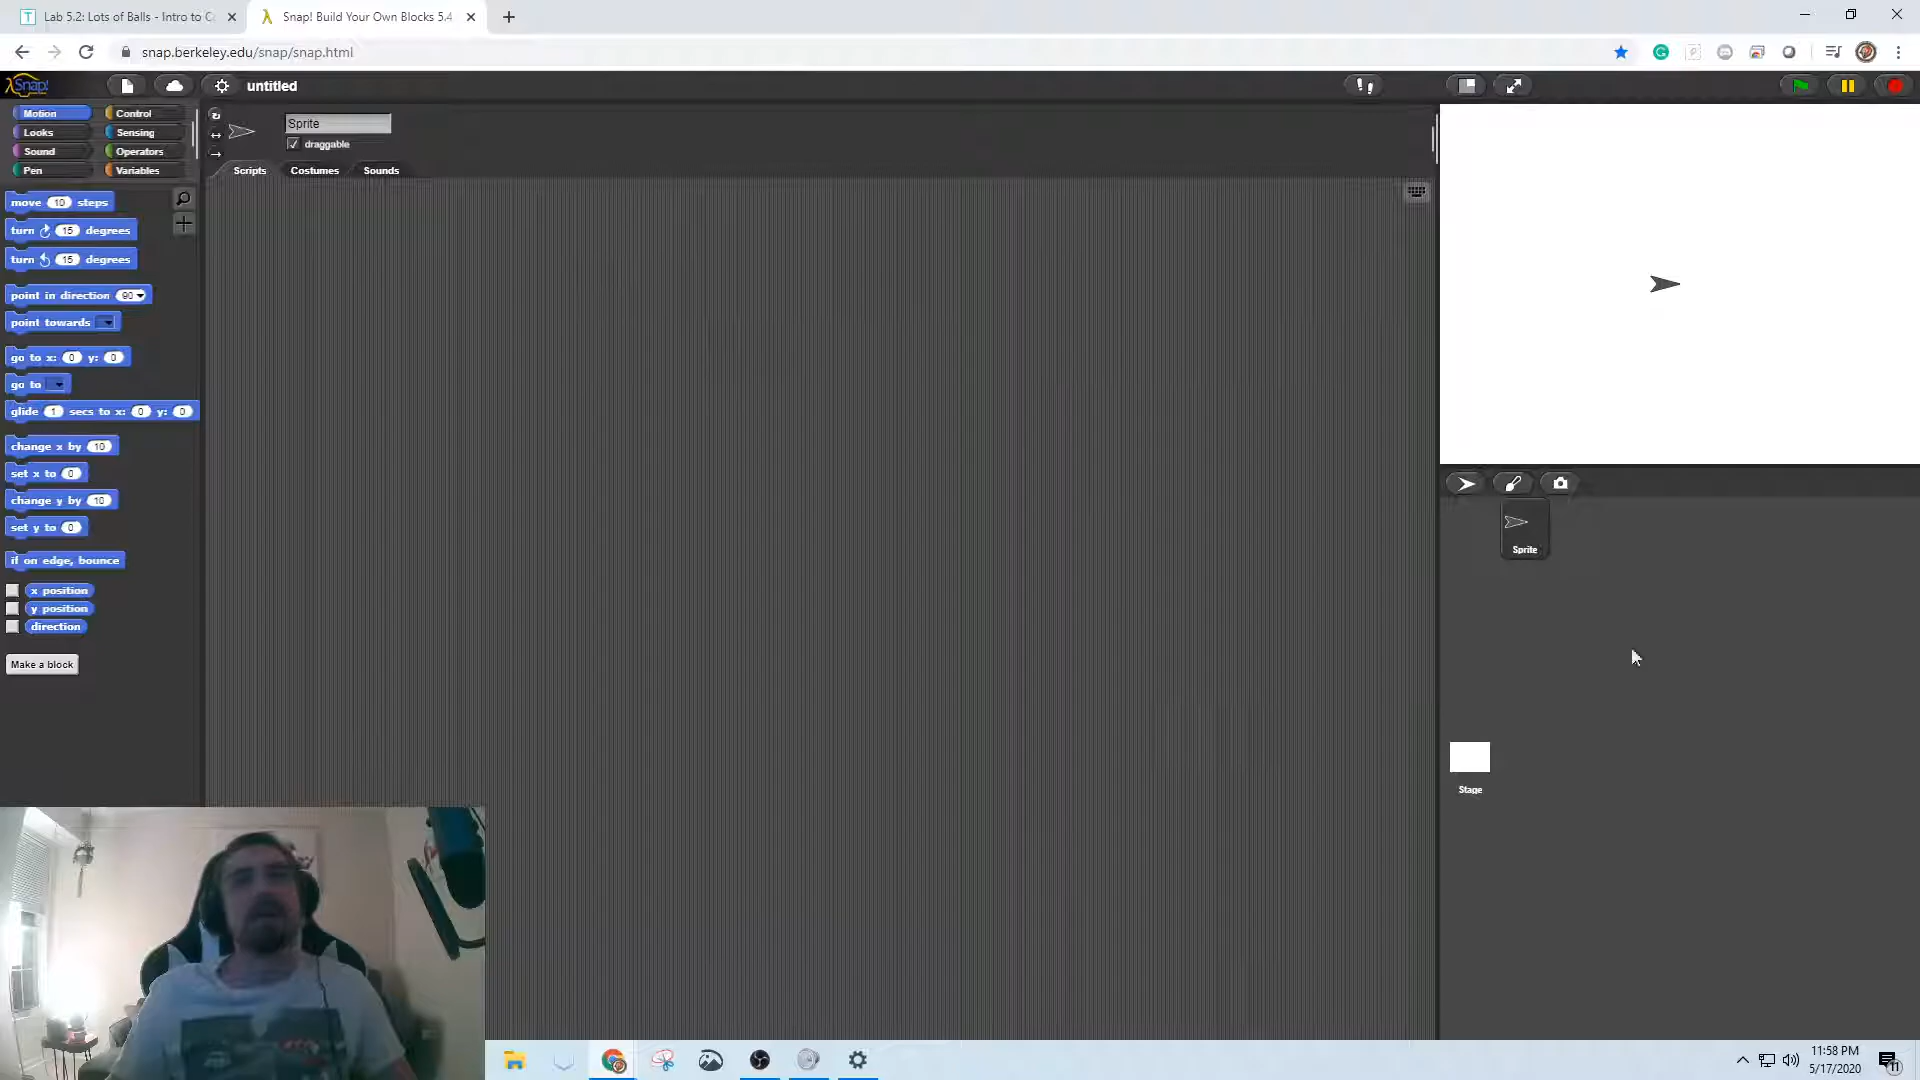 Lab 5.2: Lots of Balls - Intro to C
Snap! Build Your Own Blocks 5.4
snap.berkeley.edu/snap/snap.html
Snap!
untitled
Motion
Control
Looks
Sensing
Sound
Operators
Pen
Variables
Sprite
draggable
Scripts
Costumes
Sounds
move 10 steps
turn 15 degrees
turn 15 degrees
point in direction 90
point towards
go to x: 0 y: 0
go to
glide 1 secs to x: 0 y: 0
change x by 10
set x to 0
change y by 10
set y to 0
if on edge, bounce
x position
y position
direction
Make a block
Sprite
Stage
11:58 PM
5/17/2020